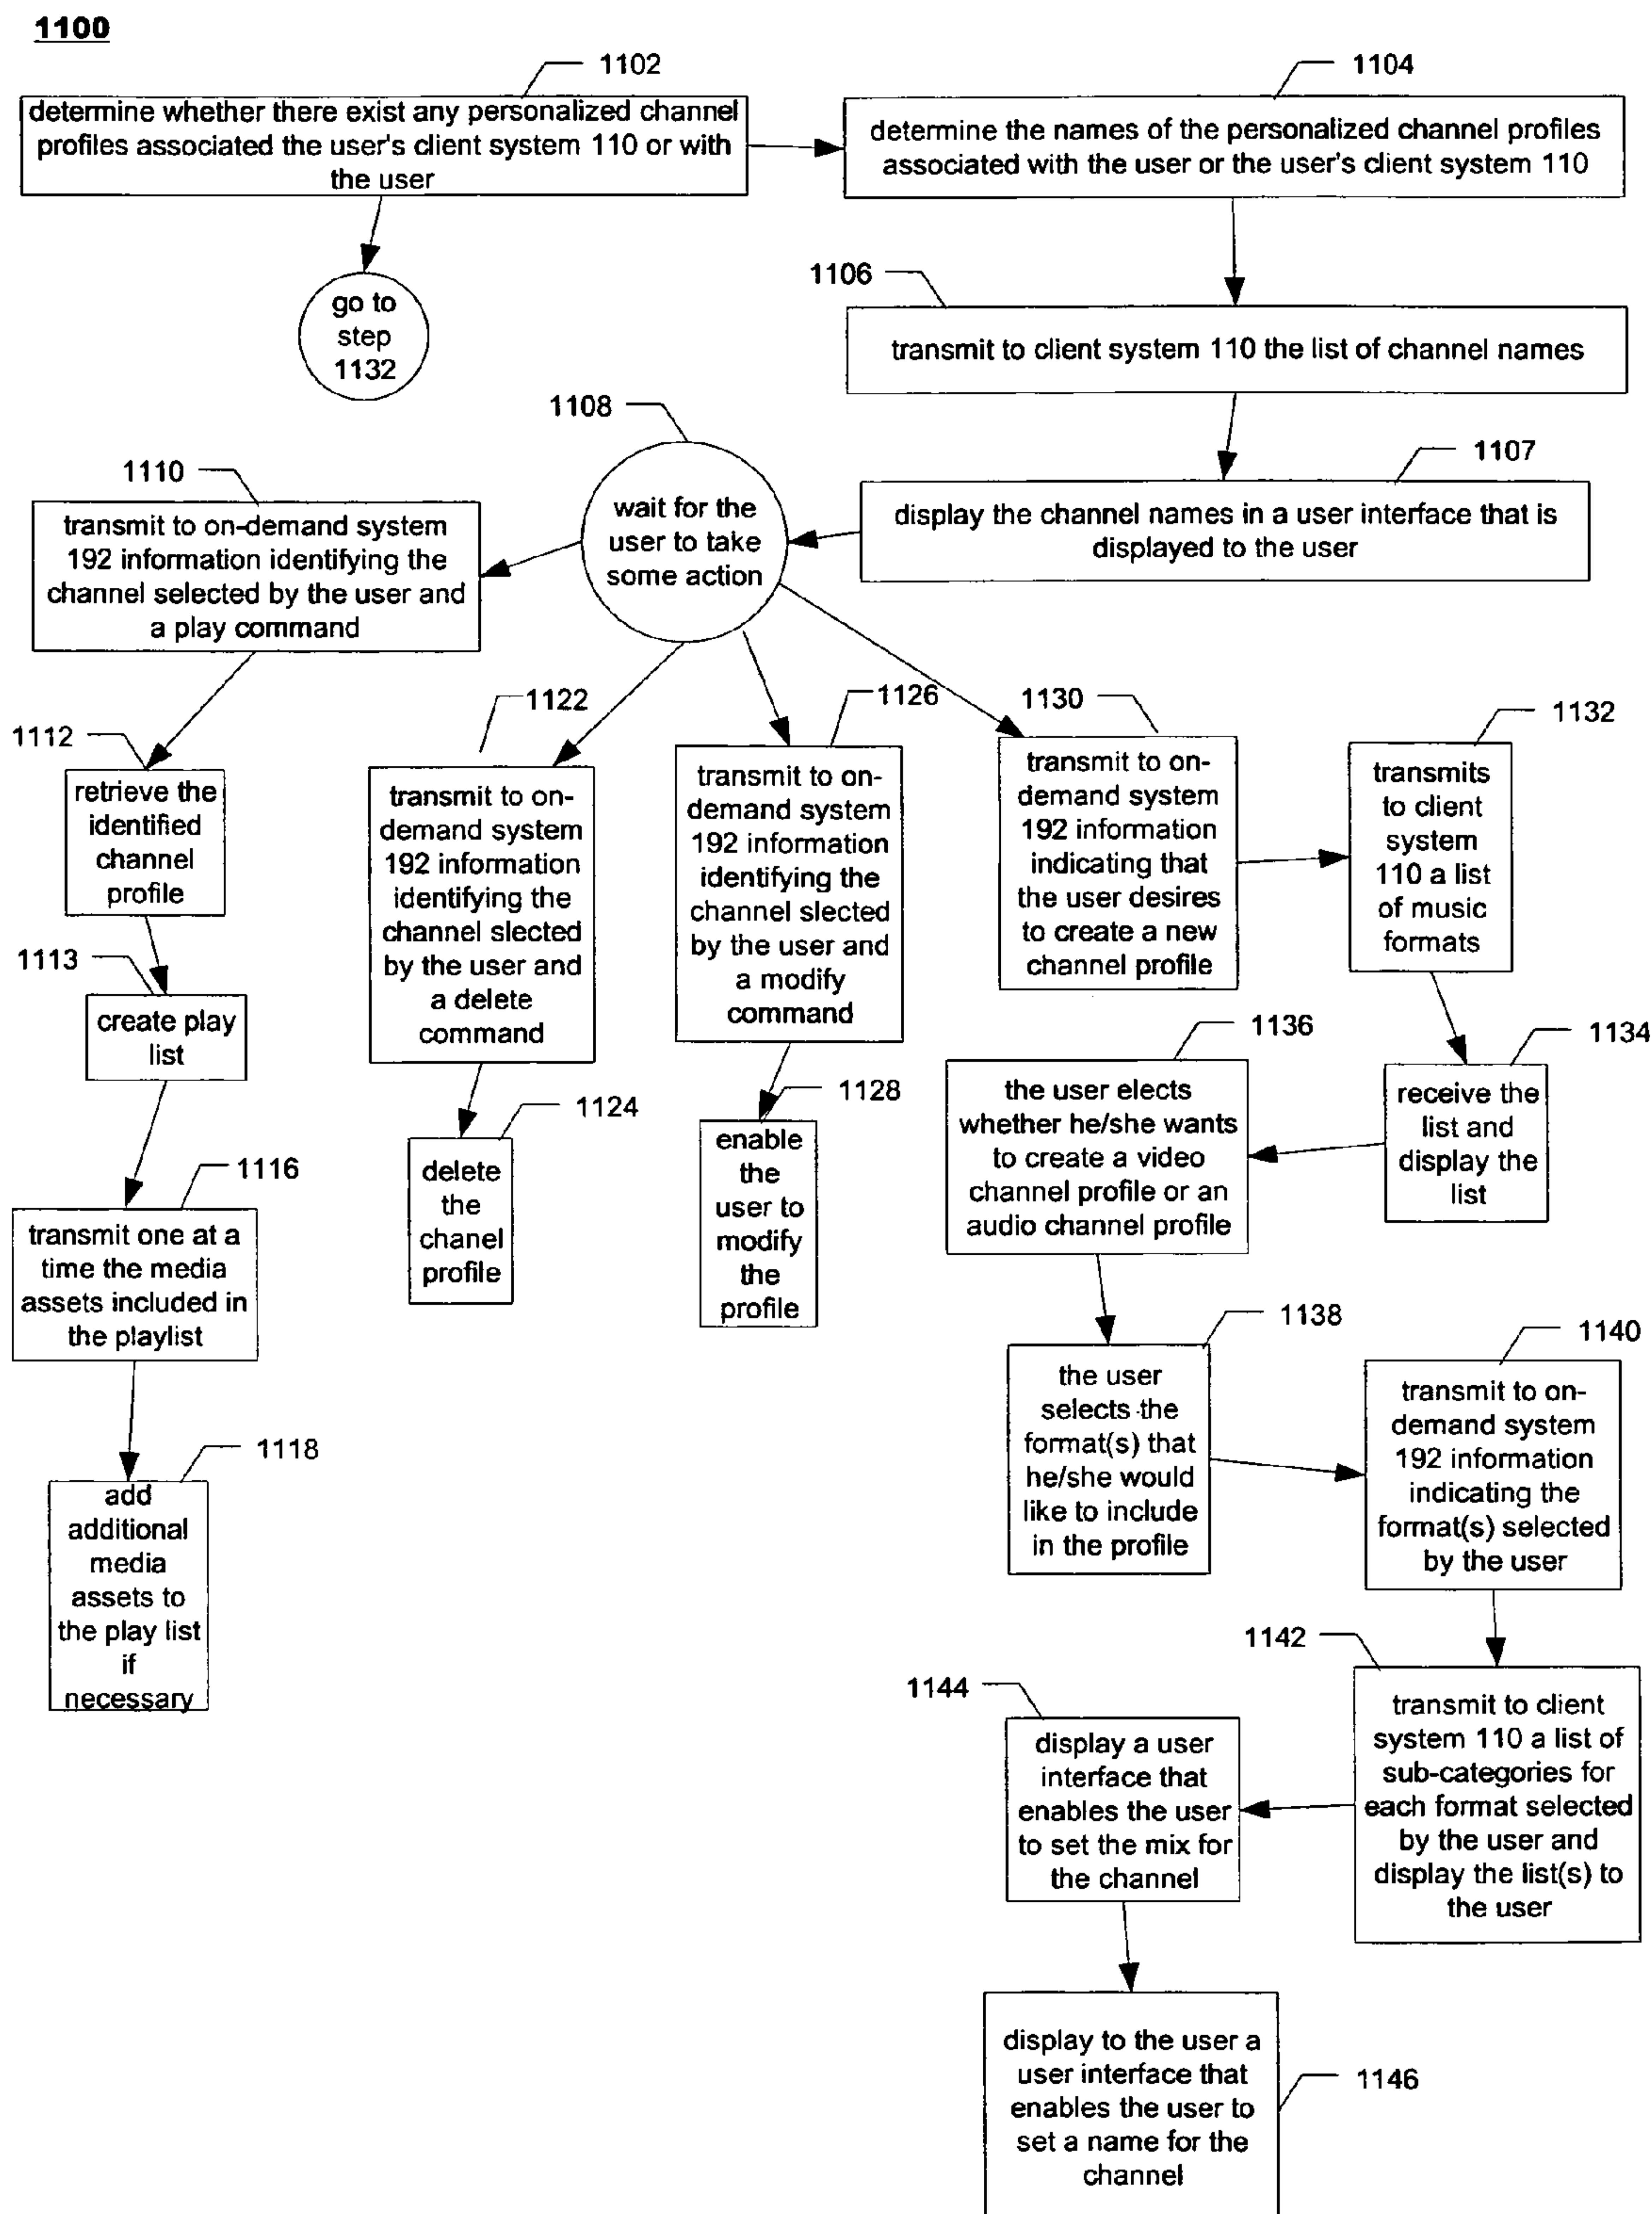 1100
1102
determine whether there exist any personalized channel
profiles associated the user's client system 110 or with
the user
1104
determine the names of the personalized channel profiles
associated with the user or the user's client system 110
go to
step
1132
1106
transmit to client system 110 the list of channel names
1107
display the channel names in a user interface that is
displayed to the user
1108
wait for the
user to take
some action
1110
transmit to on-demand system
192 information identifying the
channel selected by the user and
a play command
1112
retrieve the
identified
channel
profile
1113
create play
list
1116
transmit one at a
time the media
assets included in
the playlist
1118
add
additional
media
assets to
the play list
if
necessary
1122
transmit to on-
demand system
192 information
identifying the
channel slected
by the user and
a delete
command
1124
delete
the
chanel
profile
1126
transmit to on-
demand system
192 information
identifying the
channel slected
by the user and
a modify
command
1128
enable
the
user to
modify
the
profile
1130
transmit to on-
demand system
192 information
indicating that
the user desires
to create a new
channel profile
1132
transmits
to client
system
110 a list
of music
formats
1134
receive the
list and
display the
list
1136
the user elects
whether he/she wants
to create a video
channel profile or an
audio channel profile
1138
the user
selects the
format(s) that
he/she would
like to include
in the profile
1140
transmit to on-
demand system
192 information
indicating the
format(s) selected
by the user
1142
transmit to client
system 110 a list of
sub-categories for
each format selected
by the user and
display the list(s) to
the user
1144
display a user
interface that
enables the user
to set the mix for
the channel
1146
display to the user a
user interface that
enables the user to
set a name for the
channel